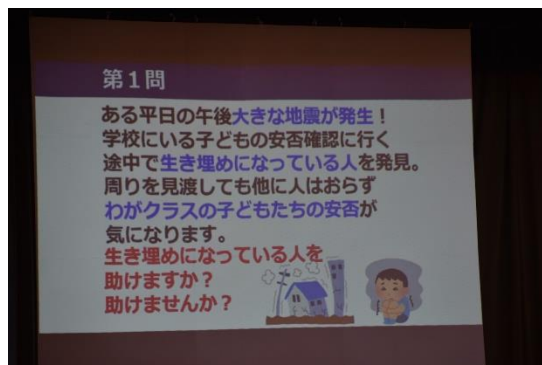 第1問
ある平日の午後大きな地震が発生！
学校にいる子どもの安否確認に行く
途中で生き埋めになっている人を発見。
周りを見渡しても他に人はおらず
わがクラスの子どもたちの安否が
気になります。
生き埋めになっている人を
助けますか？
助けませんか？